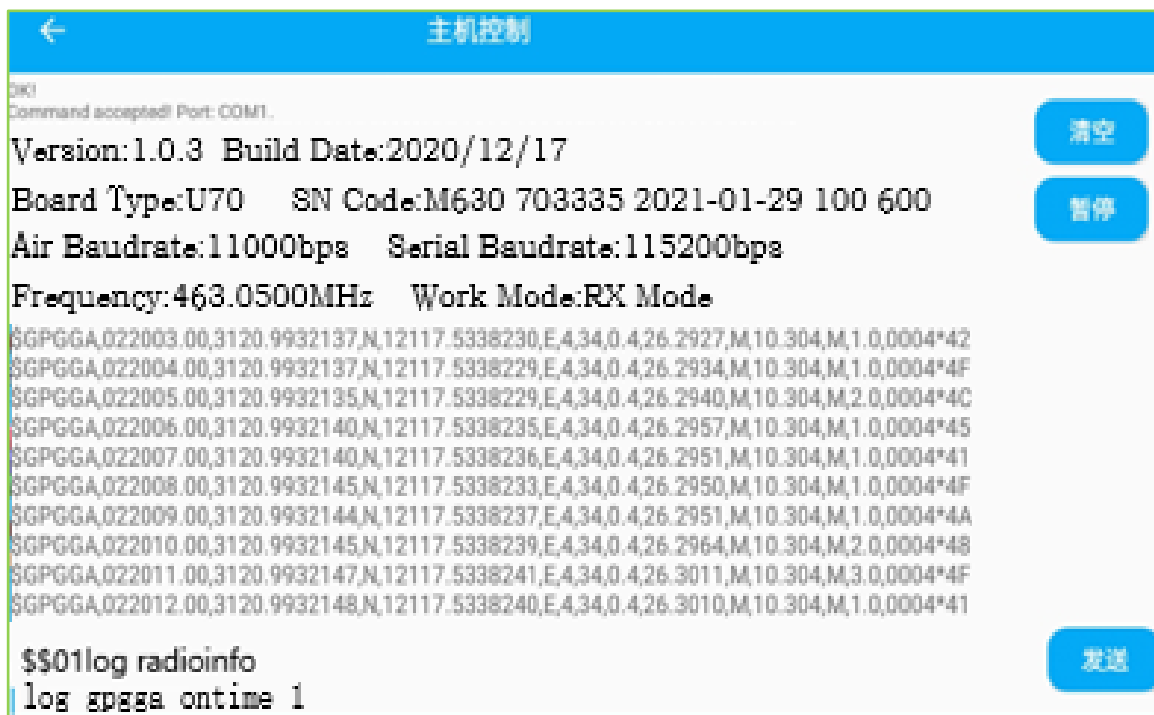 主机控制
OK!
Command accepted! Port: COM1.
清空
Version:1.0.3 Build Date:2020/12/17
Board Type:U70 SN Code:M630 703335 2021-01-29 100 600
暂停
Air Baudrate:11000bps Serial Baudrate:115200bps
Frequency:463.0500MHz Work Mode:RX Mode
$GPGGA,022003.00,3120.9932137,N,12117.5338230,E,4,34,0.4,26.2927,M,10.304,M,1.0,0004*42
$GPGGA,022004.00,3120.9932137,N,12117.5338229,E,4,34,0.4,26.2934,M,10.304,M,1.0,0004*4F
$GPGGA,022005.00,3120.9932135,N,12117.5338229,E,4,34,0.4,26.2940,M,10.304,M,2.0,0004*4C
$GPGGA,022006.00,3120.9932140,N,12117.5338235,E,4,34,0.4,26.2957,M,10.304,M,1.0,0004*45
$GPGGA,022007.00,3120.9932140,N,12117.5338236,E,4,34,0.4,26.2951,M,10.304,M,1.0,0004*41
$GPGGA,022008.00,3120.9932145,N,12117.5338233,E,4,34,0.4,26.2950,M,10.304,M,1.0,0004*4F
$GPGGA,022009.00,3120.9932144,N,12117.5338237,E,4,34,0.4,26.2951,M,10.304,M,1.0,0004*4A
$GPGGA,022010.00,3120.9932145,N,12117.5338239,E,4,34,0.4,26.2964,M,10.304,M,2.0,0004*48
$GPGGA,022011.00,3120.9932147,N,12117.5338241,E,4,34,0.4,26.3011,M,10.304,M,3.0,0004*4F
$GPGGA,022012.00,3120.9932148,N,12117.5338240,E,4,34,0.4,26.3010,M,10.304,M,1.0,0004*41
$$01log radioinfo
发送
log gpgga ontime 1